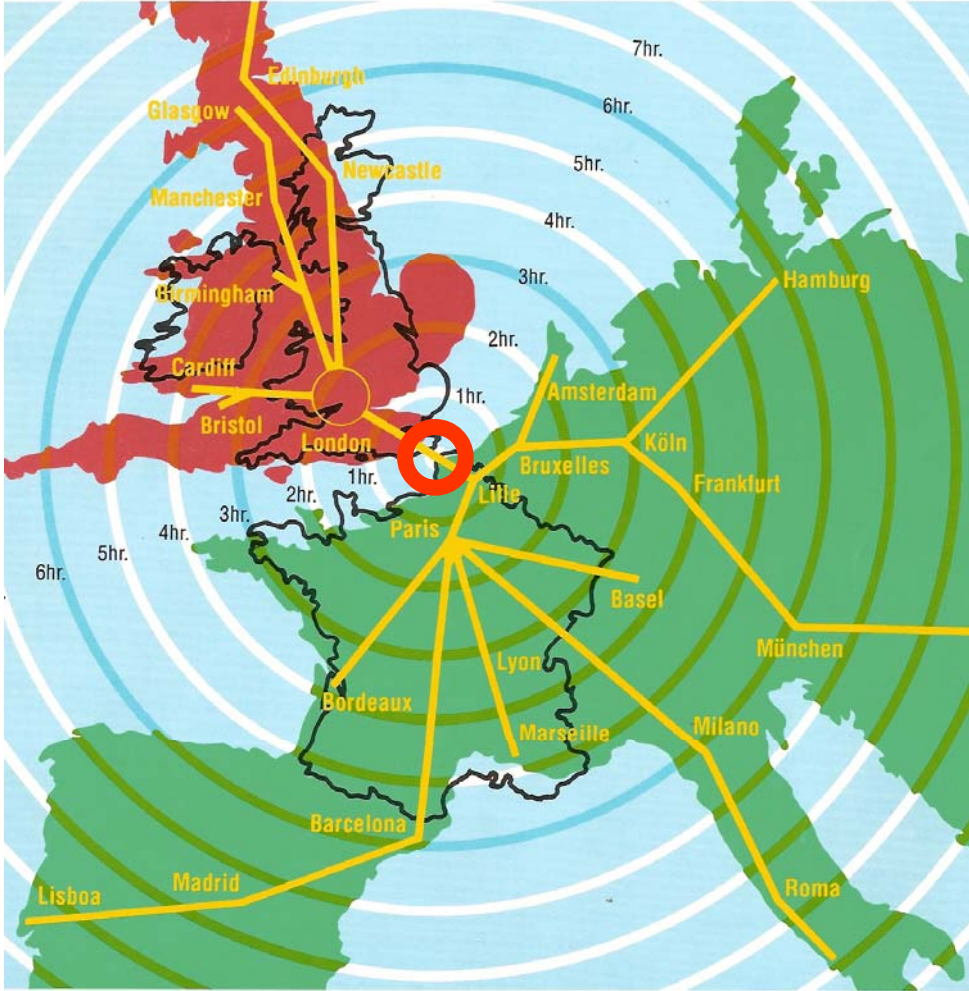 7hr.
Edinburgh
6hr.
Glasgow
5hr.
Newcastle
Manchester
4hr.
3hr.
Hamburg
Birmingham
2hr.
Cardiff
Amsterdam
1hr.
Bristol
London
Köln
Bruxelles
1hr.
Frankfurt
2hr.
Lille
3hr.
Paris
4hr.
5hr.
6hr.
Basel
München
Lyon
Bordeaux
Milano
Marseille
Barcelona
Madrid
Roma
Lisboa